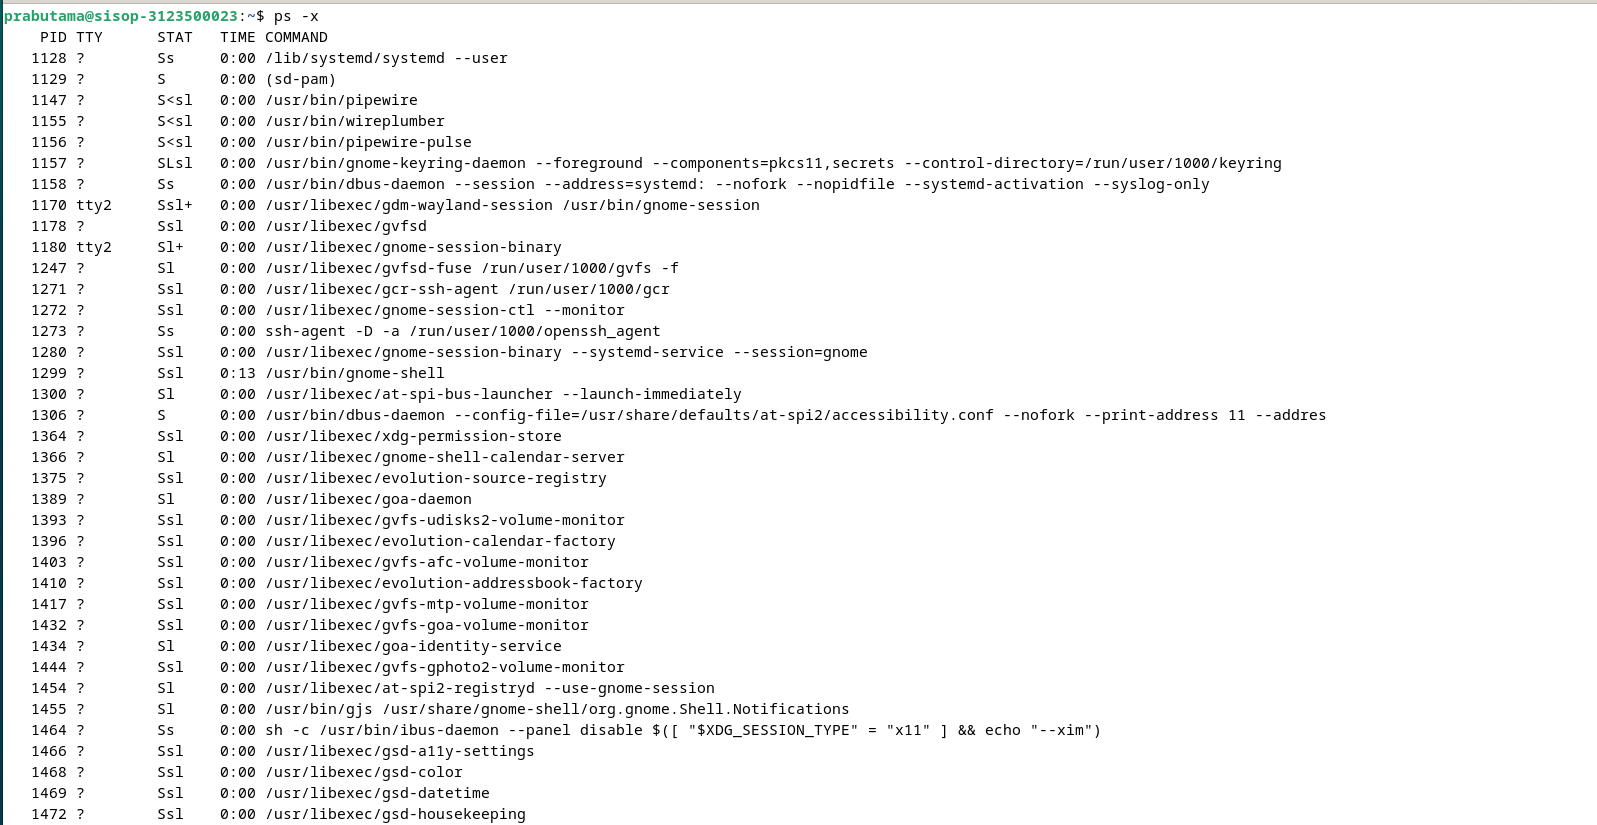 prabutama@sisop-3123500023:~$ ps -x
    PID TTY      STAT   TIME COMMAND
   1128 ?        Ss     0:00 /lib/systemd/systemd --user
   1129 ?        S      0:00 (sd-pam)
   1147 ?        S<sl   0:00 /usr/bin/pipewire
   1155 ?        S<sl   0:00 /usr/bin/wireplumber
   1156 ?        S<sl   0:00 /usr/bin/pipewire-pulse
   1157 ?        SLsl   0:00 /usr/bin/gnome-keyring-daemon --foreground --components=pkcs11,secrets --control-directory=/run/user/1000/keyring
   1158 ?        Ss     0:00 /usr/bin/dbus-daemon --session --address=systemd: --nofork --nopidfile --systemd-activation --syslog-only
   1170 tty2     Ssl+   0:00 /usr/libexec/gdm-wayland-session /usr/bin/gnome-session
   1178 ?        Ssl    0:00 /usr/libexec/gvfsd
   1180 tty2     Sl+    0:00 /usr/libexec/gnome-session-binary
   1247 ?        Sl     0:00 /usr/libexec/gvfsd-fuse /run/user/1000/gvfs -f
   1271 ?        Ssl    0:00 /usr/libexec/gcr-ssh-agent /run/user/1000/gcr
   1272 ?        Ssl    0:00 /usr/libexec/gnome-session-ctl --monitor
   1273 ?        Ss     0:00 ssh-agent -D -a /run/user/1000/openssh_agent
   1280 ?        Ssl    0:00 /usr/libexec/gnome-session-binary --systemd-service --session=gnome
   1299 ?        Ssl    0:13 /usr/bin/gnome-shell
   1300 ?        Sl     0:00 /usr/libexec/at-spi-bus-launcher --launch-immediately
   1306 ?        S      0:00 /usr/bin/dbus-daemon --config-file=/usr/share/defaults/at-spi2/accessibility.conf --nofork --print-address 11 --addres
   1364 ?        Ssl    0:00 /usr/libexec/xdg-permission-store
   1366 ?        Sl     0:00 /usr/libexec/gnome-shell-calendar-server
   1375 ?        Ssl    0:00 /usr/libexec/evolution-source-registry
   1389 ?        Sl     0:00 /usr/libexec/goa-daemon
   1393 ?        Ssl    0:00 /usr/libexec/gvfs-udisks2-volume-monitor
   1396 ?        Ssl    0:00 /usr/libexec/evolution-calendar-factory
   1403 ?        Ssl    0:00 /usr/libexec/gvfs-afc-volume-monitor
   1410 ?        Ssl    0:00 /usr/libexec/evolution-addressbook-factory
   1417 ?        Ssl    0:00 /usr/libexec/gvfs-mtp-volume-monitor
   1432 ?        Ssl    0:00 /usr/libexec/gvfs-goa-volume-monitor
   1434 ?        Sl     0:00 /usr/libexec/goa-identity-service
   1444 ?        Ssl    0:00 /usr/libexec/gvfs-gphoto2-volume-monitor
   1454 ?        Sl     0:00 /usr/libexec/at-spi2-registryd --use-gnome-session
   1455 ?        Sl     0:00 /usr/bin/gjs /usr/share/gnome-shell/org.gnome.Shell.Notifications
   1464 ?        Ss     0:00 sh -c /usr/bin/ibus-daemon --panel disable $([ "$XDG_SESSION_TYPE" = "x11" ] && echo "--xim")
   1466 ?        Ssl    0:00 /usr/libexec/gsd-a11y-settings
   1468 ?        Ssl    0:00 /usr/libexec/gsd-color
   1469 ?        Ssl    0:00 /usr/libexec/gsd-datetime
   1472 ?        Ssl    0:00 /usr/libexec/gsd-housekeeping